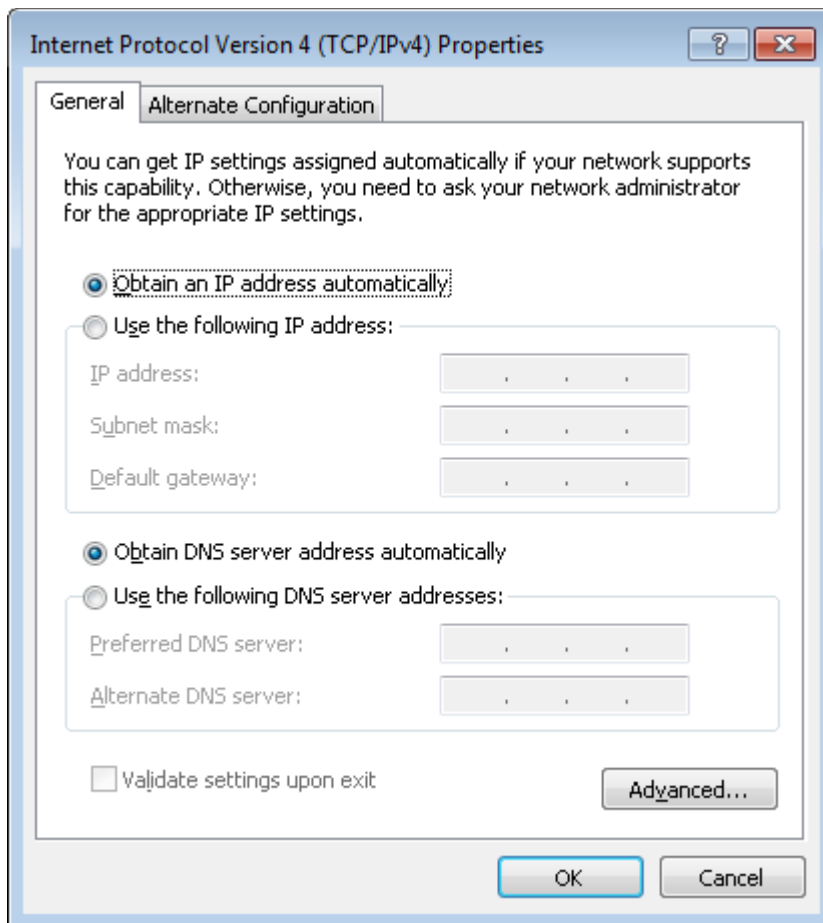 Internet Protocol Version 4 (TCP/IPv4) Properties
General
Alternate Configuration
You can get IP settings assigned automatically if your network supports
this capability. Otherwise, you need to ask your network administrator
for the appropriate IP settings.
Obtain an IP address automatically
Use the following IP address:
IP address:
Subnet mask:
Default gateway:
Obtain DNS server address automatically
Use the following DNS server addresses:
Preferred DNS server:
Alternate DNS server:
Validate settings upon exit
Advanced...
OK
Cancel